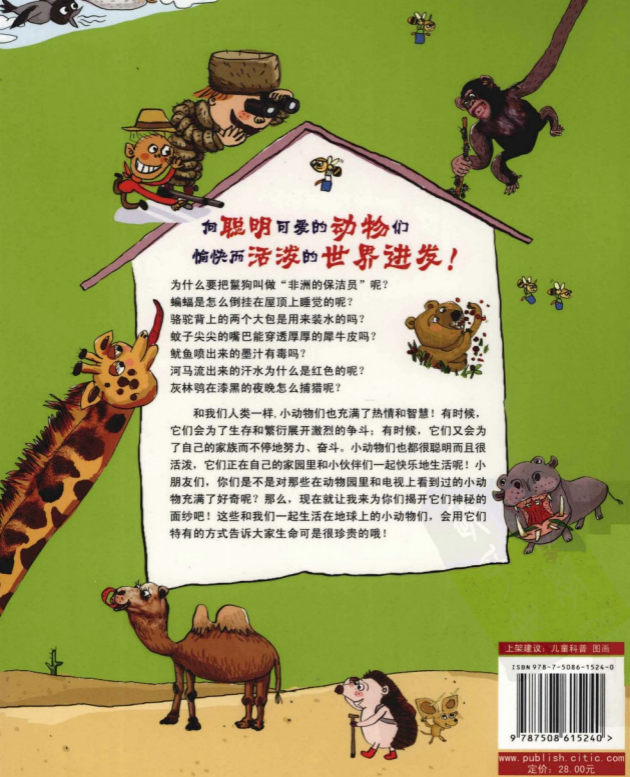 向聪明可爱的动物们
愉快而活泼的世界进发！
为什么要把鬣狗叫做“非洲的保洁员”呢？
蝙蝠是怎么倒挂在屋顶上睡觉的呢？
骆驼背上的两个大包是用来装水的吗？
蚊子尖尖的嘴巴能穿透厚厚的犀牛皮吗？
鱿鱼喷出来的墨汁有毒吗？
河马流出来的汗水为什么是红色的呢？
灰林鸮在漆黑的夜晚怎么捕猎呢？
和我们人类一样,小动物们也充满了热情和智慧！有时候，
它们会为了生存和繁衍展开激烈的争斗；有时候，它们又会为
了自己的家族而不停地努力、奋斗。小动物们也都很聪明而且很
活泼，它们正在自己的家园里和小伙伴们一起快乐地生活呢！小
朋友们，你们是不是对那些在动物园里和电视上看到过的小动
物充满了好奇呢？那么，现在就让我来为你们揭开它们神秘的
面纱吧！这些和我们一起生活在地球上的小动物们，会用它们
特有的方式告诉大家生命可是很珍贵的哦！
上架建议：儿童科普 图画
ISBN 978-7-5086-1524-0
9 787508 615240 >
www.publish.citic.com
定价：28.00元